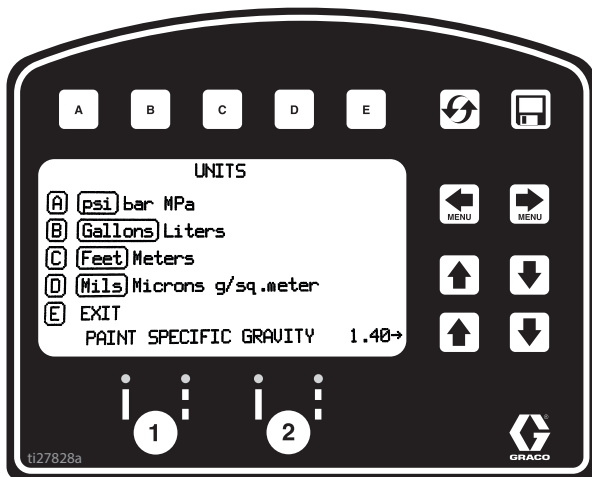 A B C D E
UNITS
A psi bar MPa
B Gallons Liters
C Feet Meters
D Mils Microns g/sq.meter
E EXIT
PAINT SPECIFIC GRAVITY 1.40→
MENU MENU
1 2
ti27828a
GRACO